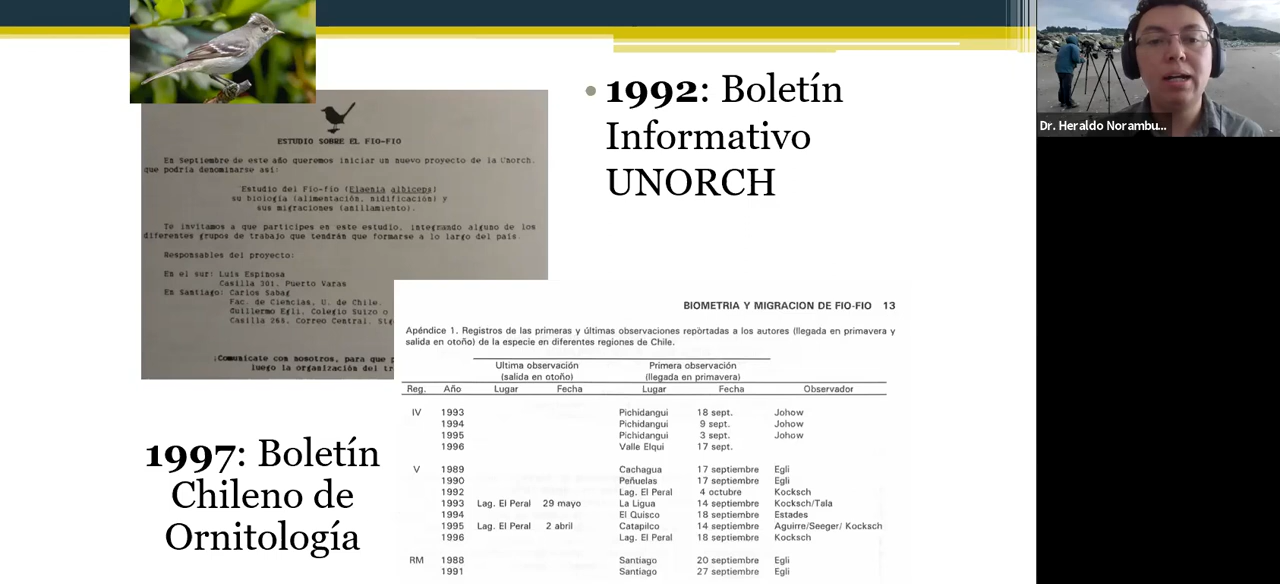 1992: Boletín
Informativo
UNORCH
ESTUDIO SOBRE EL FIO-FIO
En Septiembre de este año queremos iniciar un nuevo proyecto de la Unorch,
que podría denominarse así:
Estudio del Fio-fio (Elaenia albiceps)
su biología (alimentación, nidificación) y
sus migraciones (anillamiento).
Te invitamos a que participes en este estudio, integrando alguno de los
diferentes grupos de trabajo que tendrán que formarse a lo largo del país.
Responsables del proyecto:
En el sur: Luis Espinosa
Casilla 301, Puerto Varas
En Santiago: Carlos Sabag
Fac. de Ciencias, U. de Chile.
Guillermo Egli, Colegio Suizo o
Casilla 265, Correo Central,
¡Comunícate con nosotros, para que
luego la organización del
1997: Boletín
Chileno de
Ornitología
BIOMETRIA Y MIGRACION DE FIO-FIO 13
Apéndice 1. Registros de las primeras y últimas observaciones reportadas a los autores (llegada en primavera y
salida en otoño) de la especie en diferentes regiones de Chile.
Ultima observación Primera observación
(salida en otoño) (llegada en primavera)
Reg. Año Lugar Fecha Lugar Fecha Observador
IV 1993 Pichidangui 18 sept. Johow
1994 Pichidangui 9 sept. Johow
1995 Pichidangui 3 sept. Johow
1996 Valle Elqui 17 sept.
V 1989 Cachagua 17 septiembre Egli
1990 Peñuelas 17 septiembre Egli
1992 Lag. El Peral 4 octubre Kocksch
1993 Lag. El Peral 29 mayo La Ligua 14 septiembre Kocksch/Tala
1994 El Quisco 18 septiembre Estades
1995 Lag. El Peral 2 abril Catapilco 14 septiembre Aguirre/Seeger/ Kocksch
1996 Lag. El Peral 18 septiembre Kocksch
RM 1988 Santiago 20 septiembre Egli
1991 Santiago 27 septiembre Egli
Dr. Heraldo Norambu...